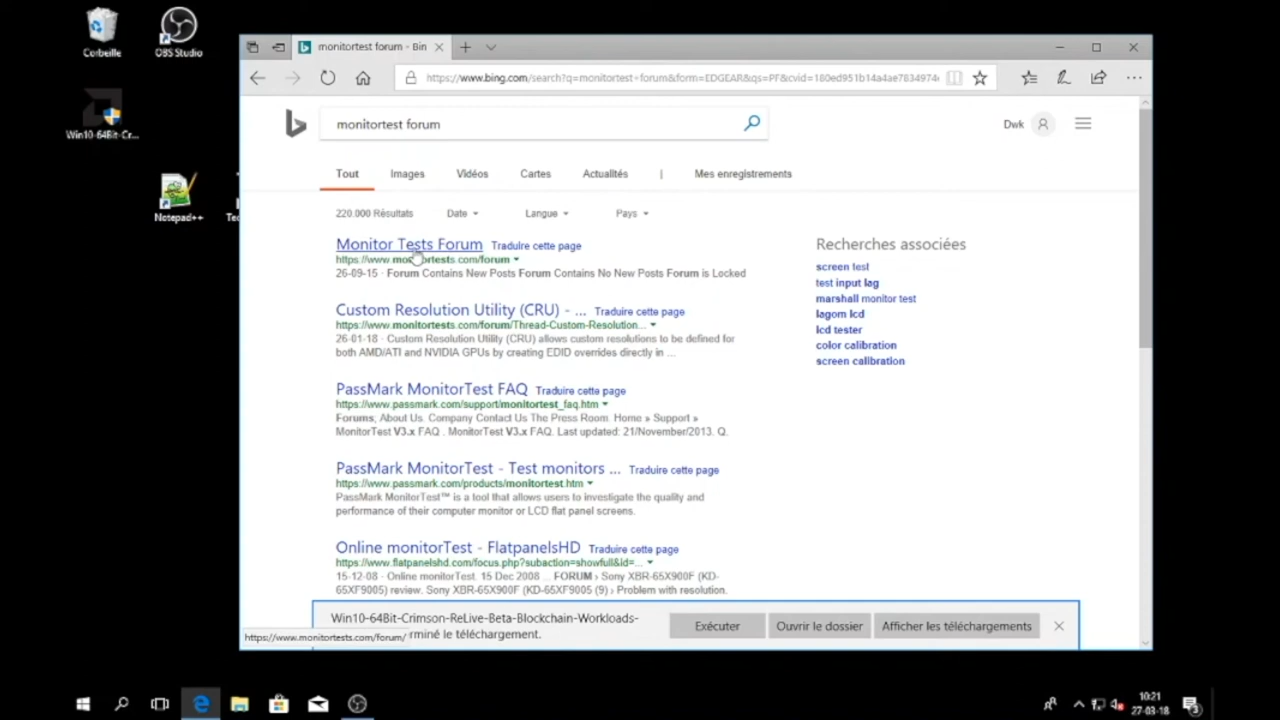 Corbeille
OBS Studio
Win10-64Bit-Cr...
Notepad++
monitortest forum - Bin
https://www.bing.com/search?q=monitortest+forum&form=EDGEAR&qs=PF&cvid=180ed951b14a4ae7834974
monitortest forum
Dwk
Tout Images Vidéos Cartes Actualités | Mes enregistrements
220.000 Résultats Date Langue Pays
Monitor Tests Forum Traduire cette page
https://www.monitortests.com/forum
26-09-15 · Forum Contains New Posts Forum Contains No New Posts Forum is Locked
Custom Resolution Utility (CRU) - ... Traduire cette page
https://www.monitortests.com/forum/Thread-Custom-Resolution...
26-01-18 · Custom Resolution Utility (CRU) allows custom resolutions to be defined for
both AMD/ATI and NVIDIA GPUs by creating EDID overrides directly in ...
PassMark MonitorTest FAQ Traduire cette page
https://www.passmark.com/support/monitortest_faq.htm
Forums; About Us. Company Contact Us The Press Room. Home » Support »
MonitorTest V3.x FAQ . MonitorTest V3.x FAQ. Last updated: 21/November/2013. Q.
PassMark MonitorTest - Test monitors ... Traduire cette page
https://www.passmark.com/products/monitortest.htm
PassMark MonitorTest™ is a tool that allows users to investigate the quality and
performance of their computer monitor or LCD flat panel screens.
Online monitorTest - FlatpanelsHD Traduire cette page
https://www.flatpanelshd.com/focus.php?subaction=showfull&id=...
15-12-08 · Online monitorTest. 15 Dec 2008 ... FORUM › Sony XBR-65X900F (KD-
65XF9005) review. Sony XBR-65X900F (KD-65XF9005 (9) › Problem with resolution.
Recherches associées
screen test
test input lag
marshall monitor test
lagom lcd
lcd tester
color calibration
screen calibration
Win10-64Bit-Crimson-ReLive-Beta-Blockchain-Workloads-
rminé le téléchargement.
Exécuter Ouvrir le dossier Afficher les téléchargements
https://www.monitortests.com/forum/
10:21
27-03-18